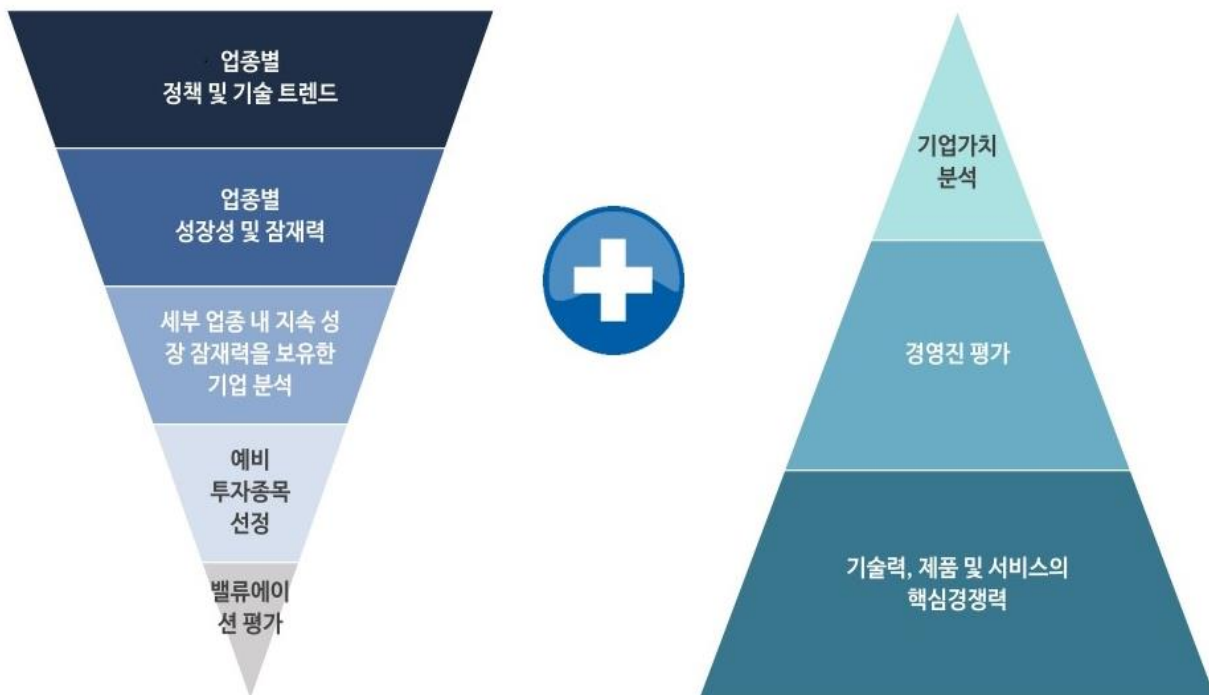 업종별
정책 및 기술 트렌드
업종별
성장성 및 잠재력
세부 업종 내 지속 성
장 잠재력을 보유한
기업 분석
예비
투자종목
선정
밸류에이
션 평가
기업가치
분석
경영진 평가
기술력, 제품 및 서비스의
핵심경쟁력